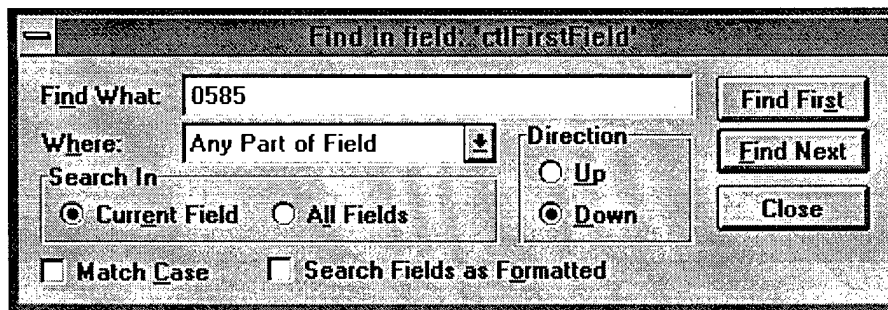 Find in field: 'ctlFirstField'
Find What: 0585 Find First
Where: Any Part of Field Direction Find Next
Search In Up
Current Field All Fields Down Close
Match Case Search Fields as Formatted